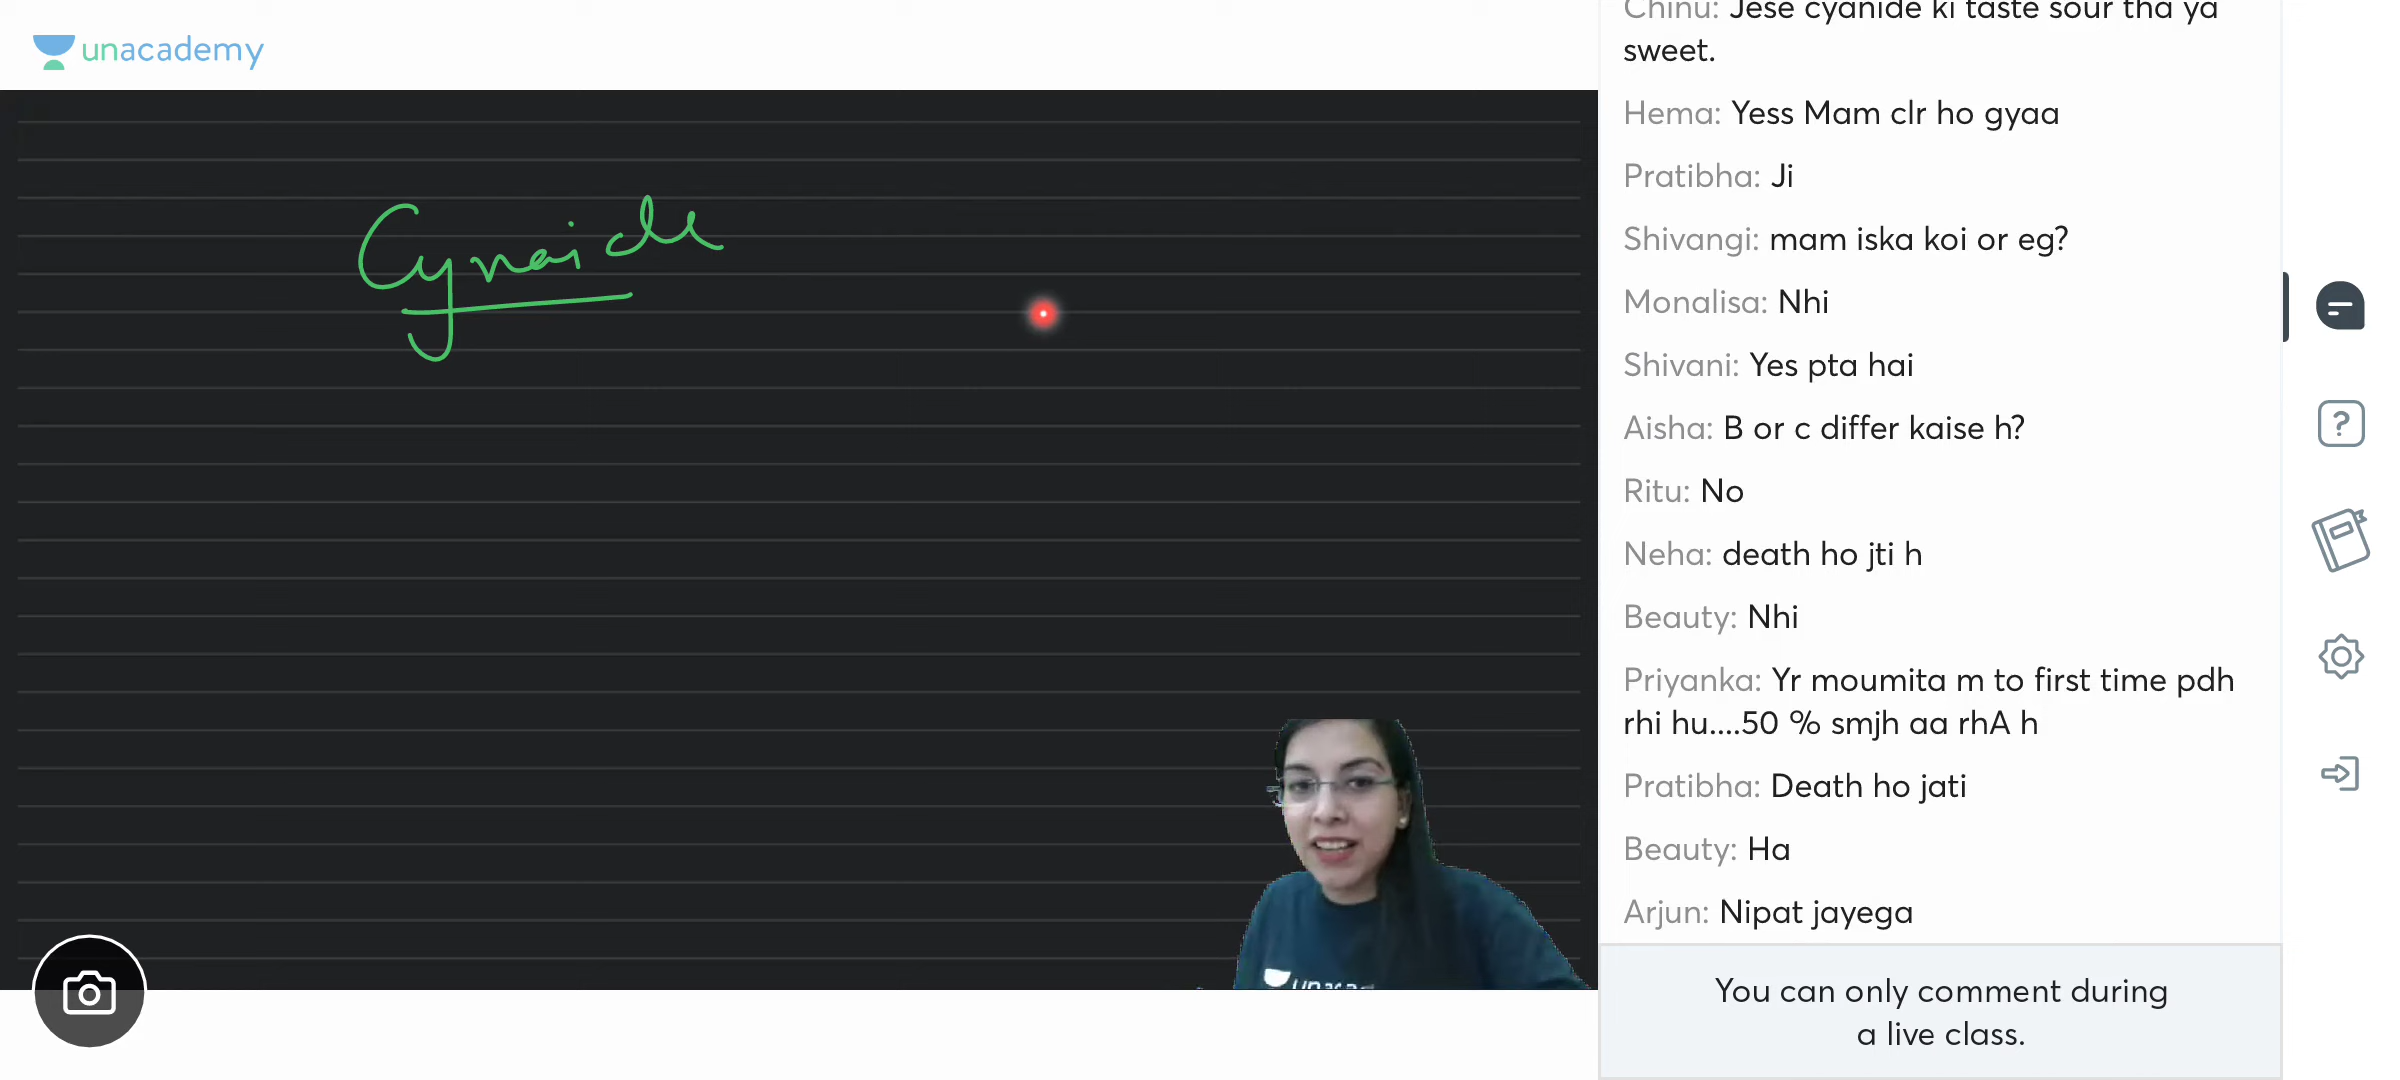 unacademy
Cynaide
Chinu: Jese cyanide ki taste sour tha ya
sweet.
Hema: Yess Mam clr ho gyaa
Pratibha: Ji
Shivangi: mam iska koi or eg?
Monalisa: Nhi
Shivani: Yes pta hai
Aisha: B or c differ kaise h?
Ritu: No
Neha: death ho jti h
Beauty: Nhi
Priyanka: Yr moumita m to first time pdh
rhi hu....50 % smjh aa rhA h
Pratibha: Death ho jati
Beauty: Ha
Arjun: Nipat jayega
You can only comment during
a live class.
?